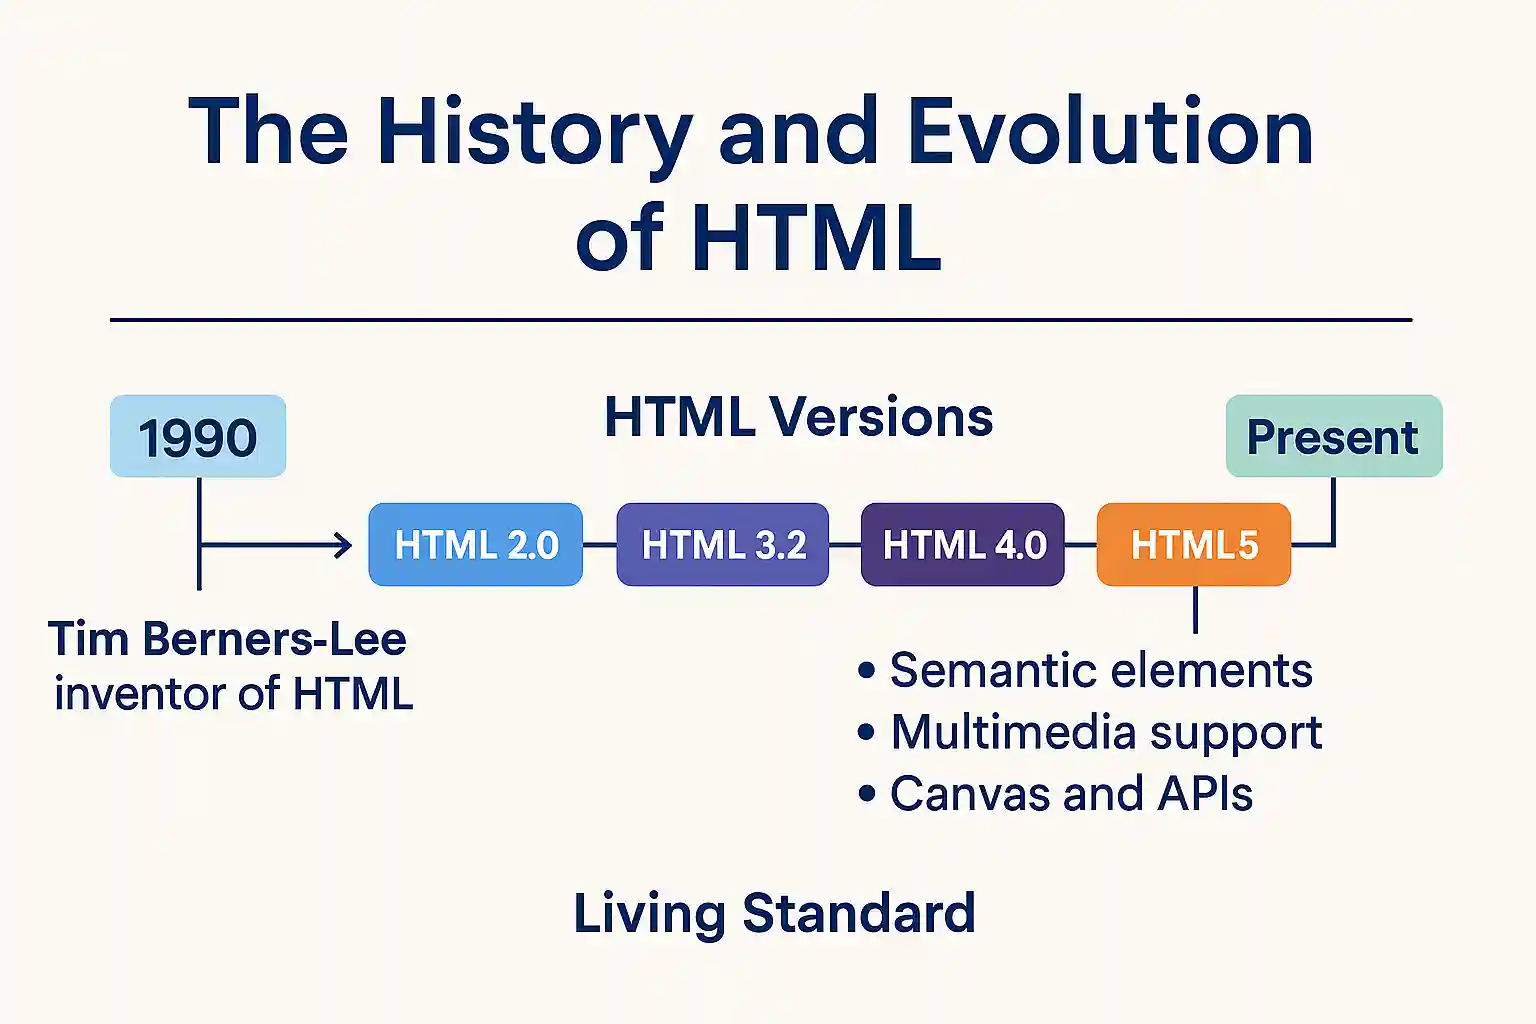 The History and Evolution
of HTML
HTML Versions
1990
Present
HTML 2.0
HTML 3.2
HTML 4.0
HTML5
Tim Berners-Lee
inventor of HTML
• Semantic elements
• Multimedia support
• Canvas and APIs
Living Standard